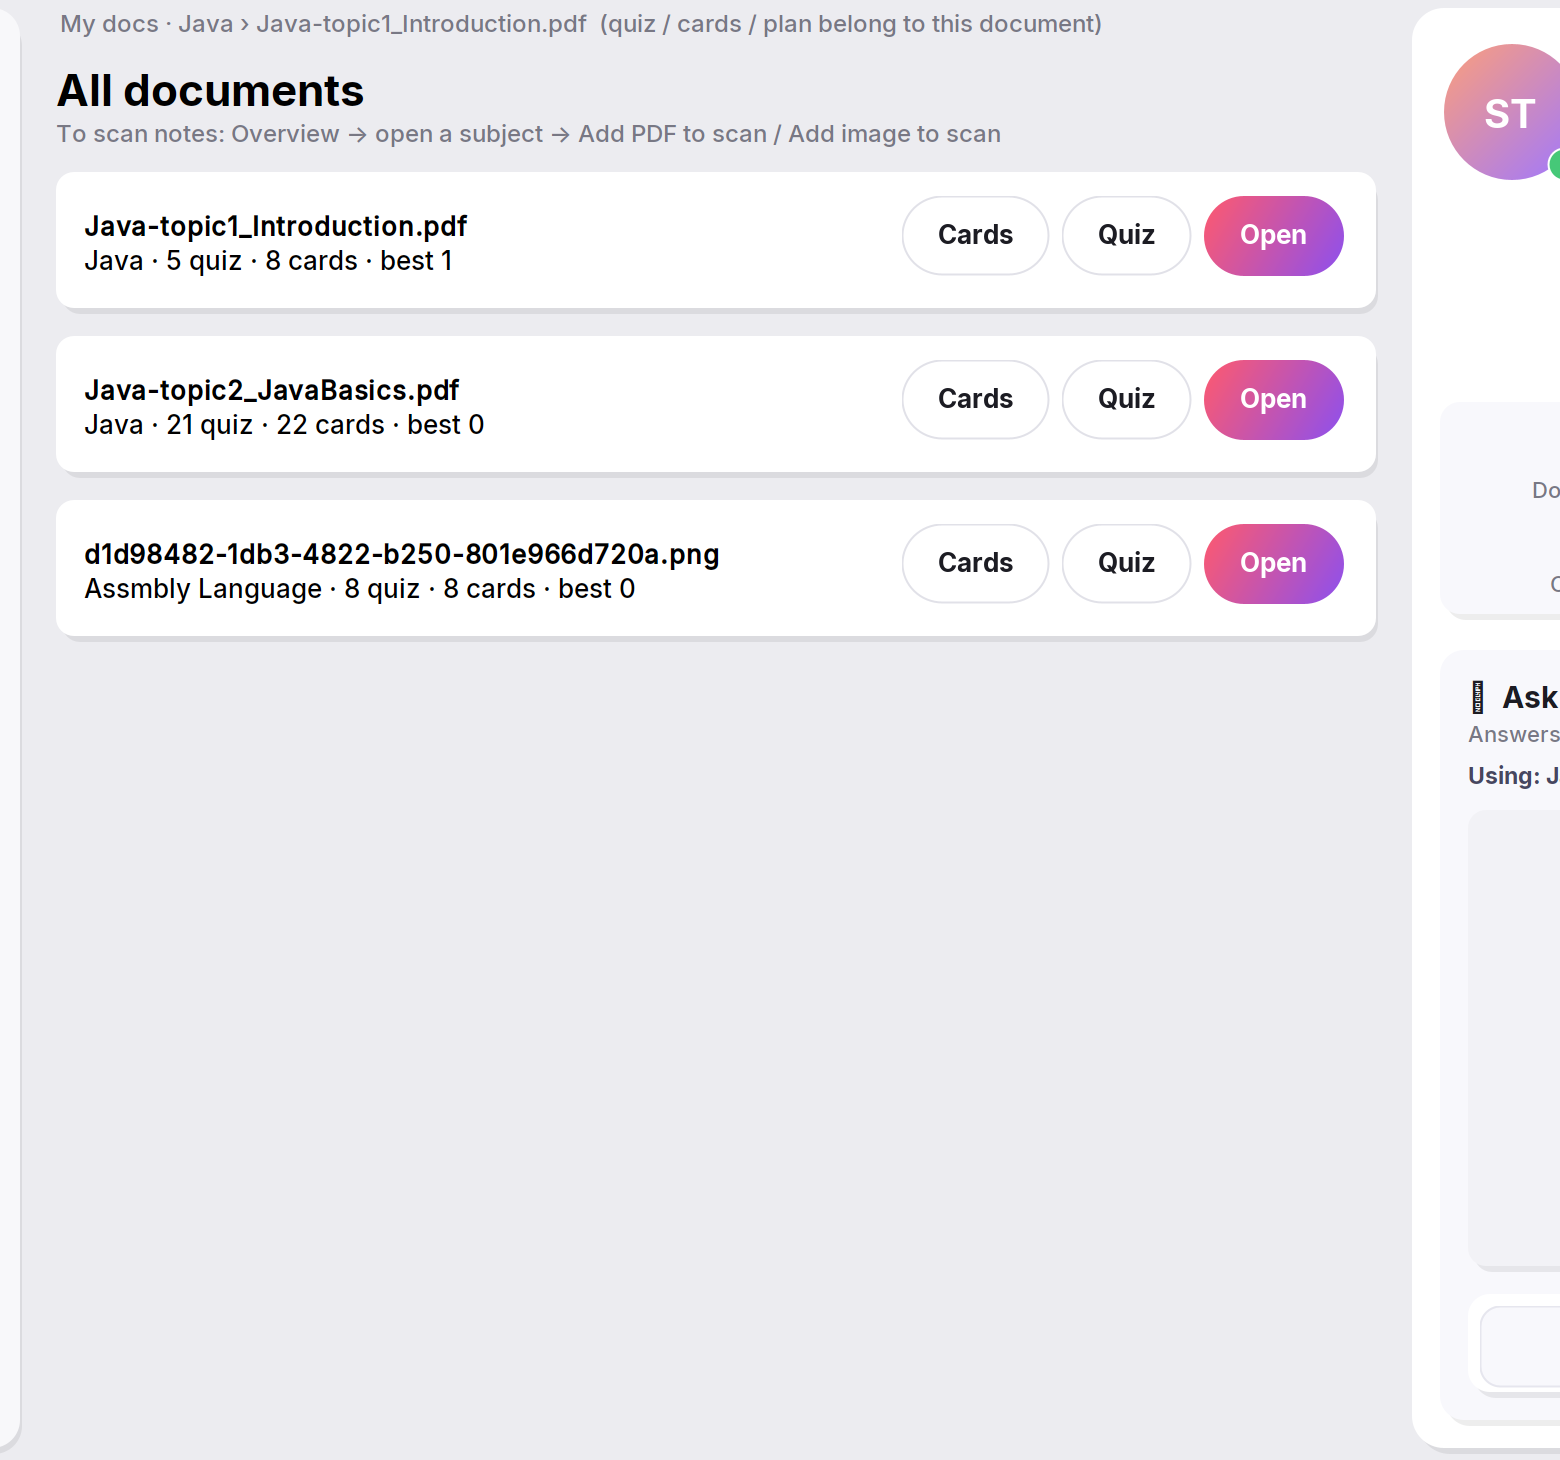 My docs · Java › Java-topic1_Introduction.pdf (quiz / cards / plan belong to this document)
All documents
To scan notes: Overview → open a subject → Add PDF to scan / Add image to scan
Java-topic1_Introduction.pdf
Java · 5 quiz · 8 cards · best 1
Cards
Quiz
Open
Java-topic2_JavaBasics.pdf
Java · 21 quiz · 22 cards · best 0
Cards
Quiz
Open
d1d98482-1db3-4822-b250-801e966d720a.png
Assmbly Language · 8 quiz · 8 cards · best 0
Cards
Quiz
Open
ST
Do
Ask
Answers
Using: J